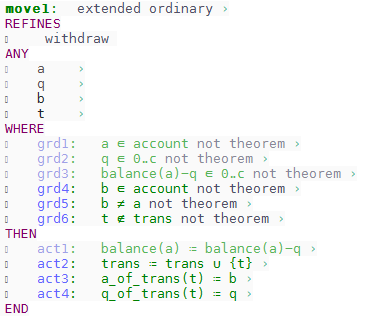 move1: extended ordinary ›
REFINES
withdraw
ANY
a ›
q ›
b ›
t ›
WHERE
grd1: a ∈ account not theorem ›
grd2: q ∈ 0‥c not theorem ›
grd3: balance(a)−q ∈ 0‥c not theorem ›
grd4: b ∈ account not theorem ›
grd5: b ≠ a not theorem ›
grd6: t ∉ trans not theorem ›
THEN
act1: balance(a) ≔ balance(a)−q ›
act2: trans ≔ trans ∪ {t} ›
act3: a_of_trans(t) ≔ b ›
act4: q_of_trans(t) ≔ q ›
END